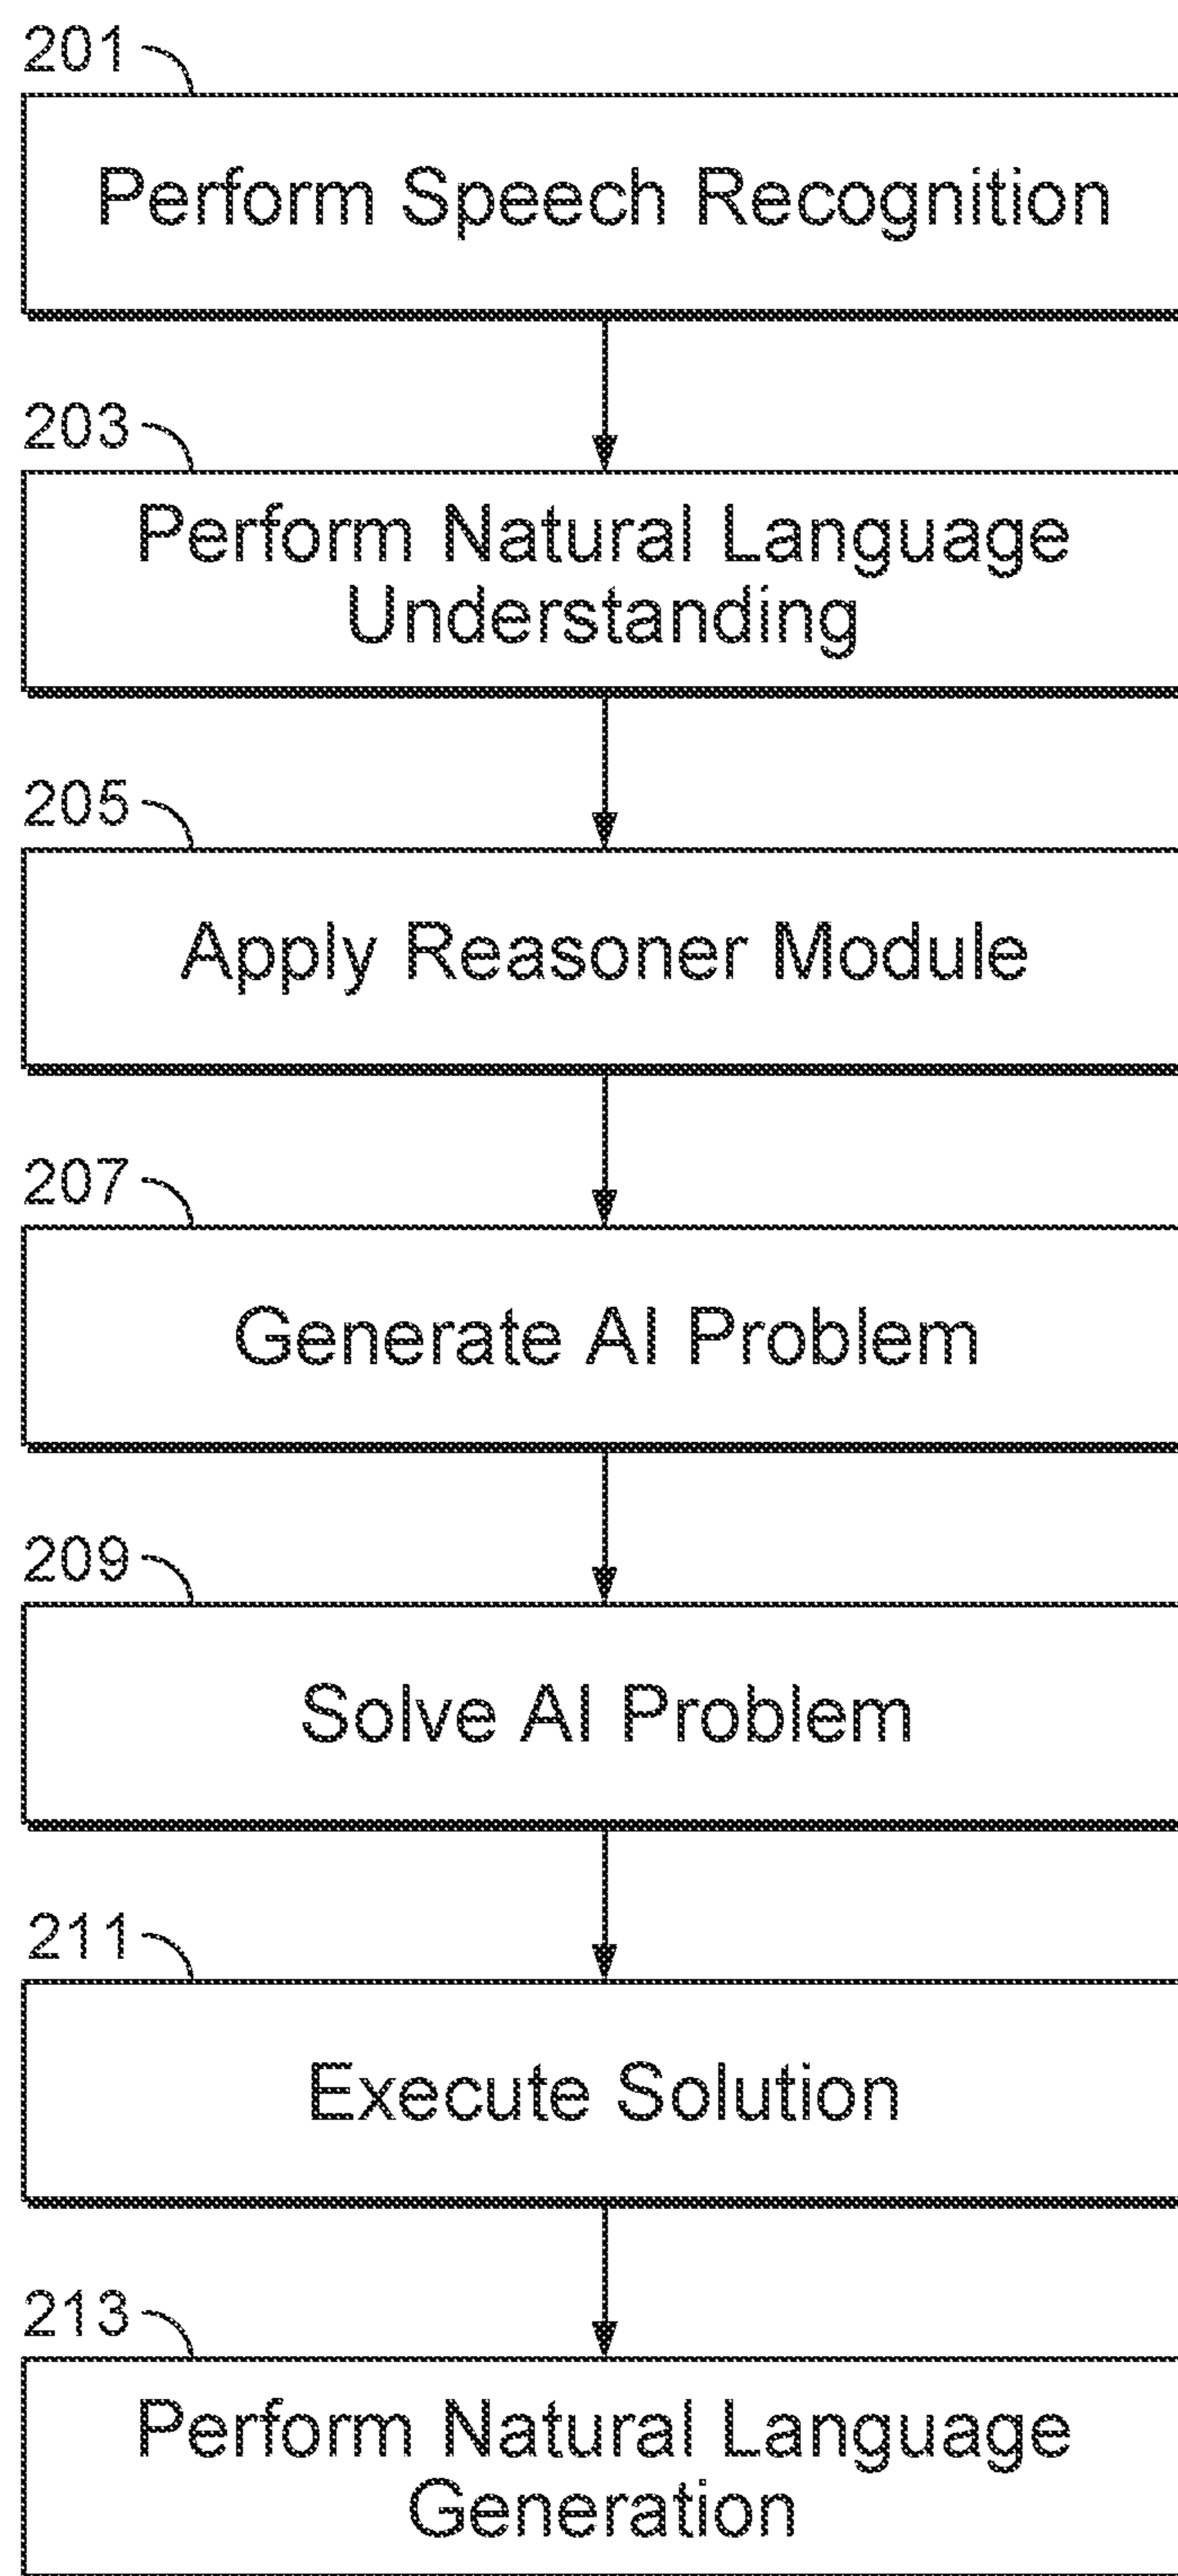 201
Perform Speech Recognition
203
Perform Natural Language
Understanding
205
Apply Reasoner Module
207
Generate AI Problem
209
Solve AI Problem
211
Execute Solution
213
Perform Natural Language
Generation